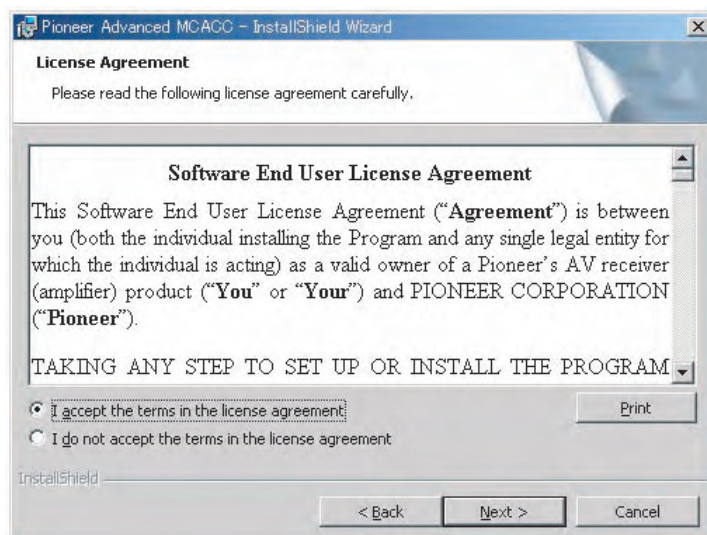 Pioneer Advanced MCACC - InstallShield Wizard
License Agreement
Please read the following license agreement carefully.
Software End User License Agreement
This Software End User License Agreement (“Agreement”) is between
you (both the individual installing the Program and any single legal entity for
which the individual is acting) as a valid owner of a Pioneer’s AV receiver
(amplifier) product (“You” or “Your”) and PIONEER CORPORATION
(“Pioneer”).
TAKING ANY STEP TO SET UP OR INSTALL THE PROGRAM
I accept the terms in the license agreement
Print
I do not accept the terms in the license agreement
InstallShield
< Back
Next >
Cancel